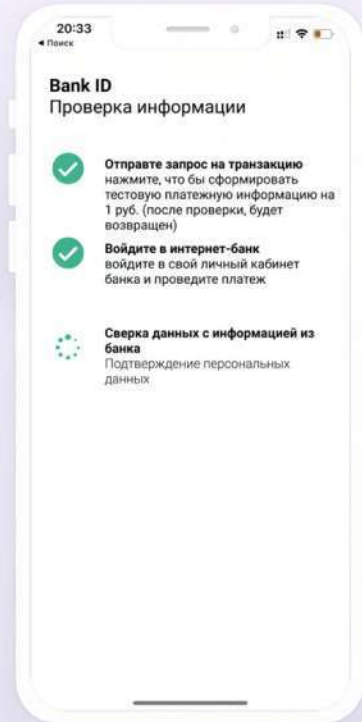 20:33
◀ Поиск
Bank ID
Проверка информации
Отправте запрос на транзакцию
нажмите, что бы сформировать
тестовую платежную информацию на
1 руб. (после проверки, будет
возвращен)
Войдите в интернет-банк
войдите в свой личный кабинет
банка и проведите платеж
Сверка данных с информацией из
банка
Подтверждение персональных
данных